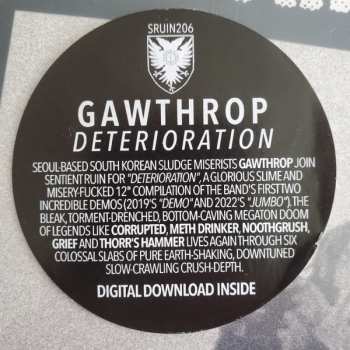 SRUIN206
GAWTHROP
DETERIORATION
SEOUL-BASED SOUTH KOREAN SLUDGE MISERISTS GAWTHROP JOIN
SENTIENT RUIN FOR "DETERIORATION", A GLORIOUS SLIME AND
MISERY-FUCKED 12" COMPILATION OF THE BAND'S FIRST TWO
INCREDIBLE DEMOS (2019'S "DEMO" AND 2022'S "JUMBO"). THE
BLEAK, TORMENT-DRENCHED, BOTTOM-CAVING MEGATON DOOM
OF LEGENDS LIKE CORRUPTED, METH DRINKER, NOOTHGRUSH,
GRIEF AND THORR'S HAMMER LIVES AGAIN THROUGH SIX
COLOSSAL SLABS OF PURE EARTH-SHAKING, DOWNTUNED
SLOW-CRAWLING CRUSH-DEPTH.
DIGITAL DOWNLOAD INSIDE